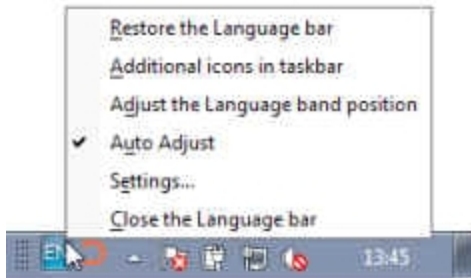 Restore the Language bar
Additional icons in taskbar
Adjust the Language band position
Auto Adjust
Settings...
Close the Language bar
13:45